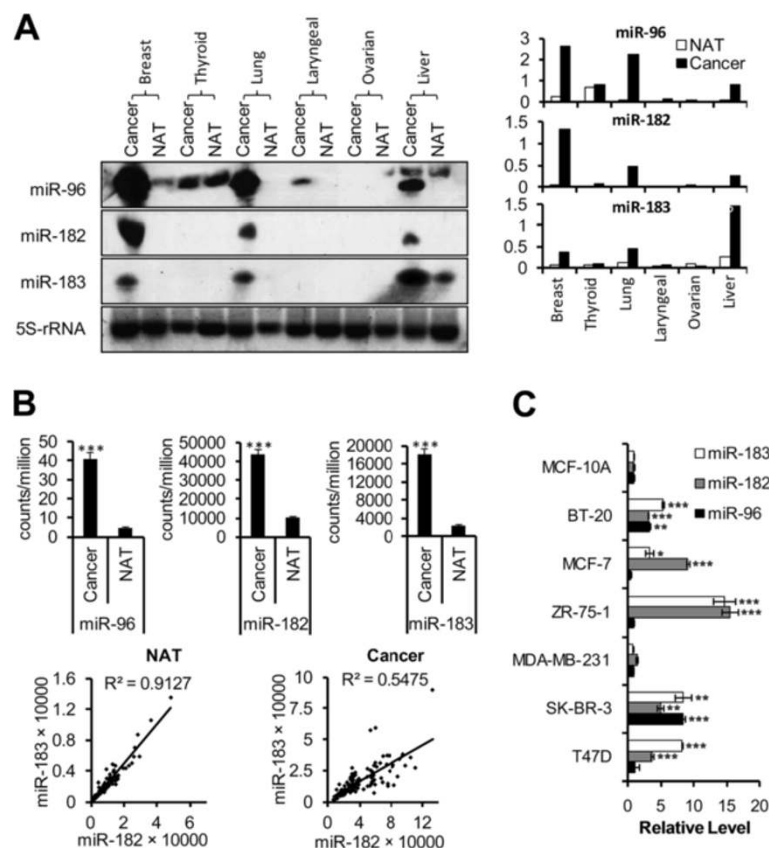 A
Breast
Thyroid
Lung
Laryngeal
Ovarian
Liver
Cancer
NAT
Cancer
NAT
Cancer
NAT
Cancer
NAT
Cancer
NAT
Cancer
NAT
miR-96
miR-182
miR-183
5S-rRNA
miR-96
NAT
Cancer
3
2
1
0
miR-182
1.5
1
0.5
0
miR-183
1.5
1
0.5
0
Breast
Thyroid
Lung
Laryngeal
Ovarian
Liver
B
counts/million
50
40
30
20
10
0
***
Cancer
NAT
miR-96
counts/million
50000
40000
30000
20000
10000
0
***
Cancer
NAT
miR-182
counts/million
20000
16000
12000
8000
4000
0
***
Cancer
NAT
miR-183
NAT
R² = 0.9127
miR-183 × 10000
1.6
1.2
0.8
0.4
0
0 2 4 6
miR-182 × 10000
Cancer
R² = 0.5475
miR-183 × 10000
10
7.5
5
2.5
0
0 4 8 12
miR-182 × 10000
C
miR-183
miR-182
miR-96
MCF-10A
BT-20
***
***
**
MCF-7
*
***
ZR-75-1
***
***
MDA-MB-231
SK-BR-3
**
**
***
T47D
***
***
0 5 10 15 20
Relative Level